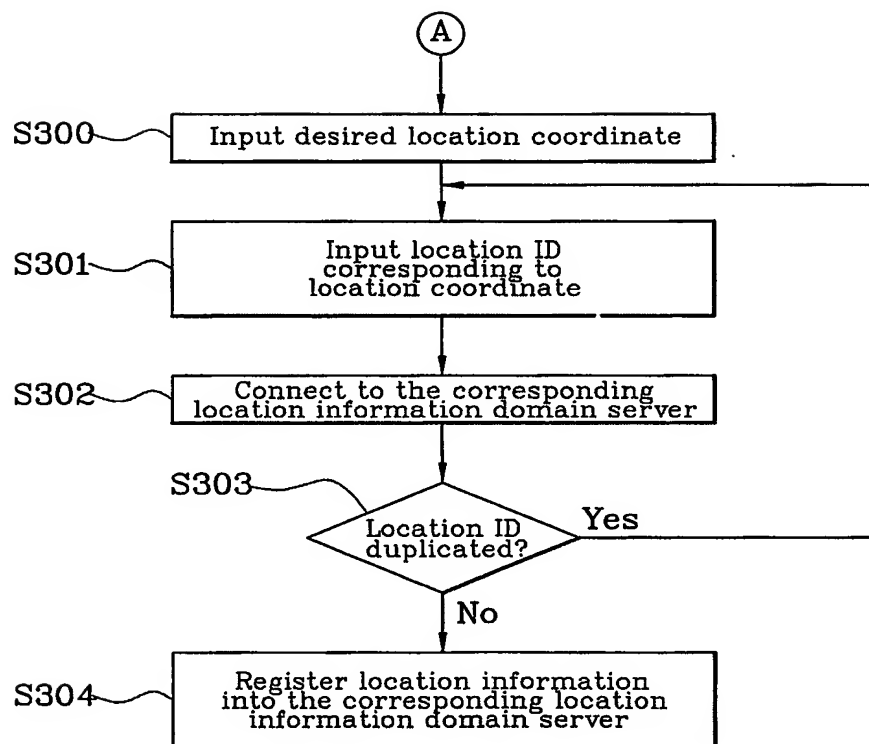 A
S300
Input desired location coordinate
S301
Input location ID
corresponding to
location coordinate
S302
Connect to the corresponding
location information domain server
S303
Location ID
duplicated?
Yes
No
S304
Register location information
into the corresponding location
information domain server